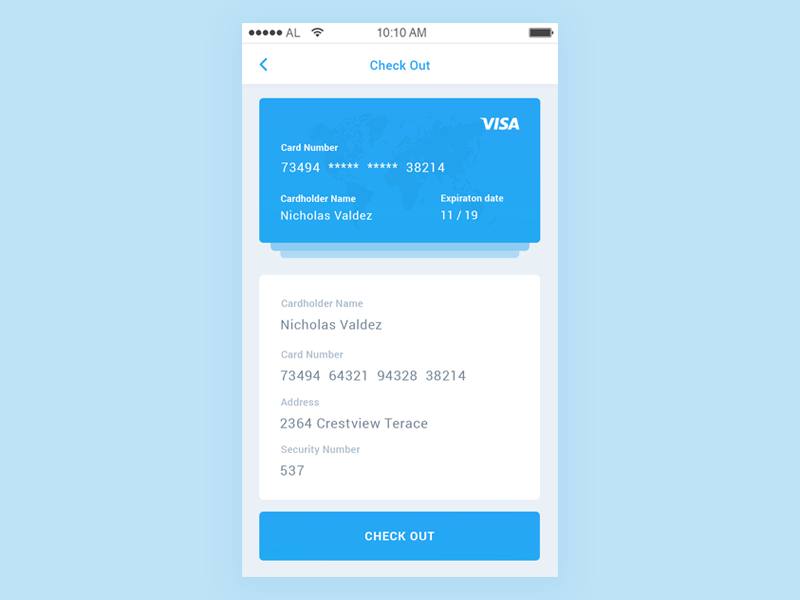 AL 10:10 AM
Check Out
VISA
Card Number
73494 ***** ***** 38214
Cardholder Name Expiraton date
Nicholas Valdez 11 / 19
Cardholder Name
Nicholas Valdez
Card Number
73494 64321 94328 38214
Address
2364 Crestview Terace
Security Number
537
CHECK OUT